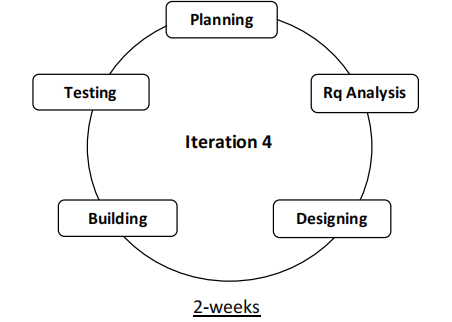 Planning
Testing
Rq Analysis
Iteration 4
Building
Designing
2-weeks